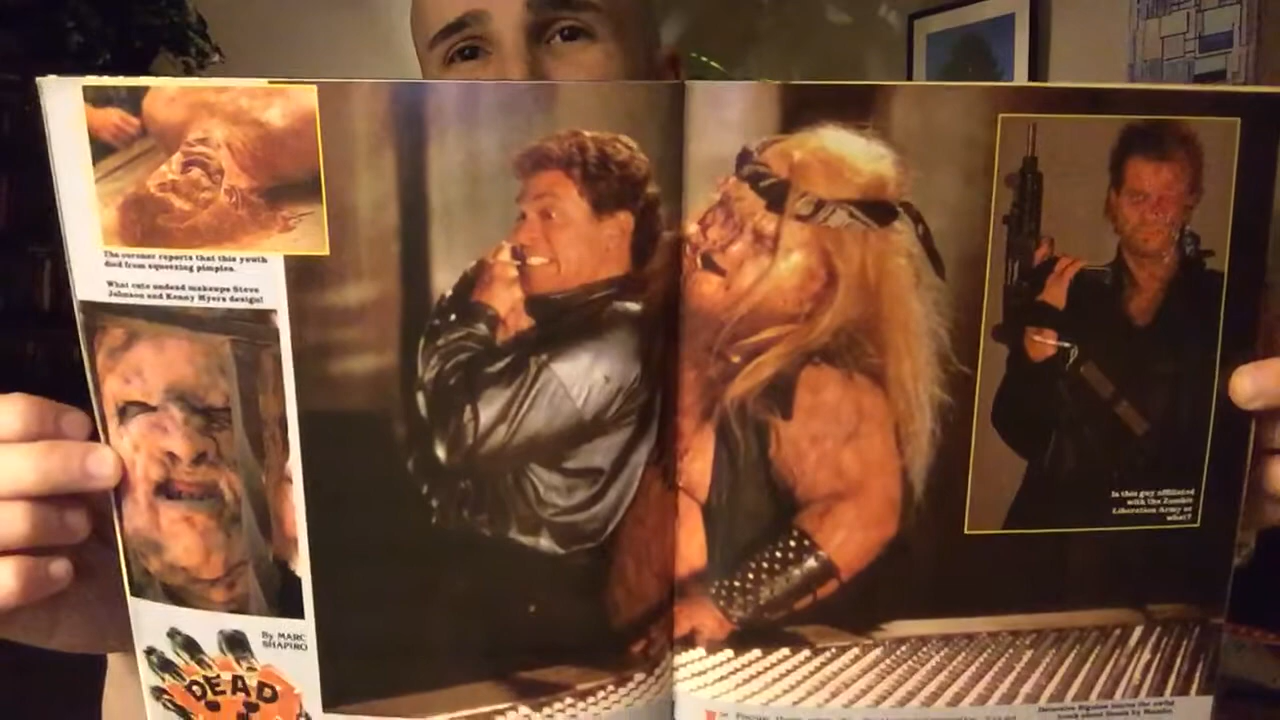 The coroner reports that this youth
died from squeezing pimples.
What cute undead makeups Steve
Johnson and Kenny Myers design!
By MARC
SHAPIRO
DEAD
Is this guy affiliated
with the Zombie
Liberation Army or
what?